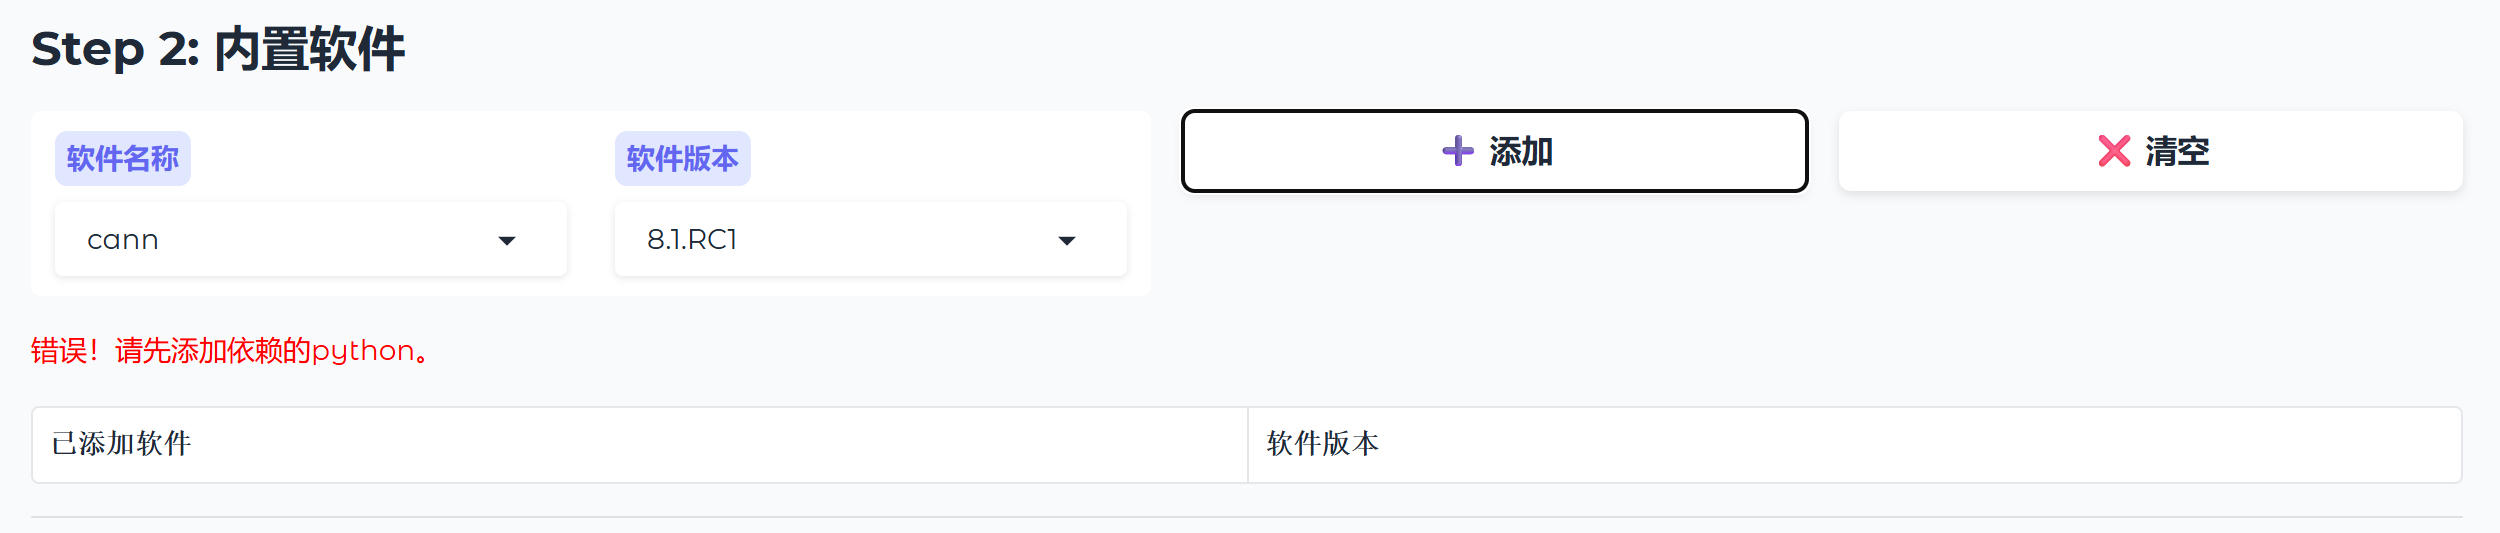 Step 2: 内置软件
软件名称
软件版本
添加
清空
cann
8.1.RC1
错误！请先添加依赖的python。
已添加软件
软件版本